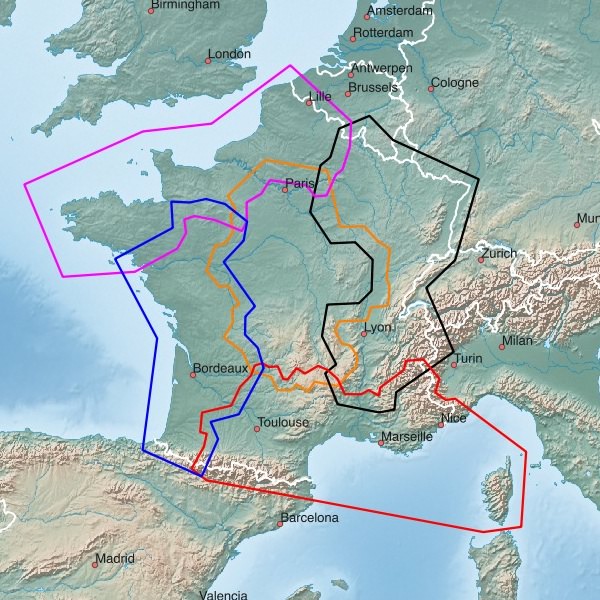 Birmingham
Amsterdam
Rotterdam
London
Antwerpen
Cologne
Brussels
Lille
Paris
Mun
Zurich
Lyon
Milan
Turin
Bordeaux
Nice
Toulouse
Marseille
Barcelona
Madrid
Valencia